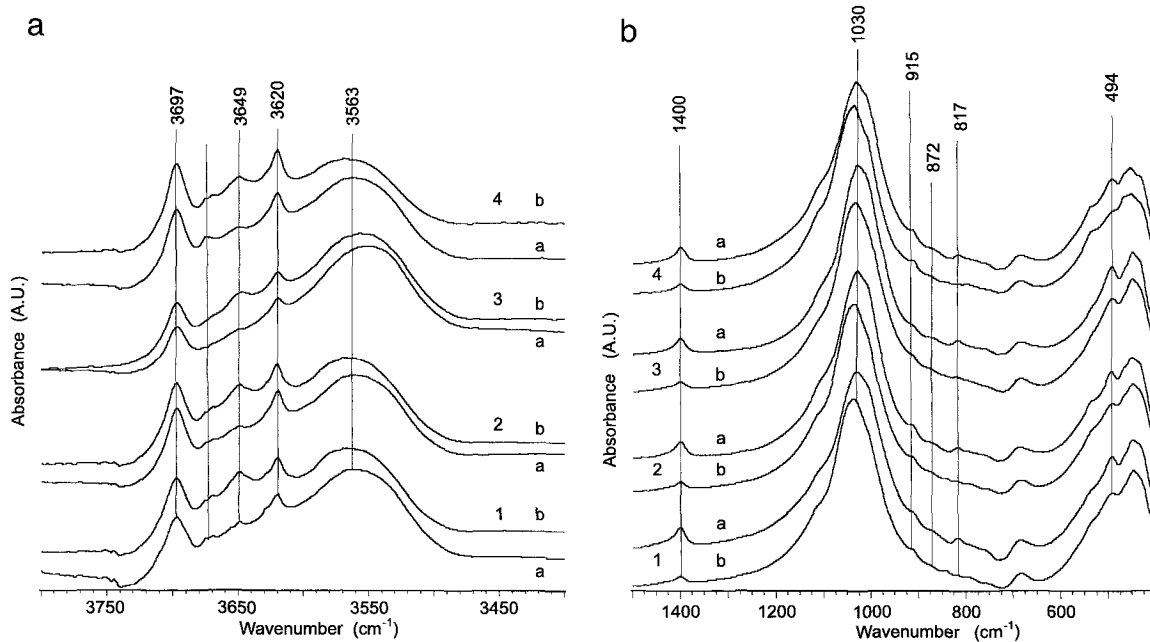 a
3697
3649
3620
3563
4 b
a
3 b
a
2 b
a
1 b
a
Absorbance (A.U.)
3750 3650 3550 3450
Wavenumber (cm-1)
b
1400
1030
915
872
817
494
a
4
b
a
3
b
a
2
b
a
1
b
Absorbance (A.U.)
1400 1200 1000 800 600
Wavenumber (cm-1)